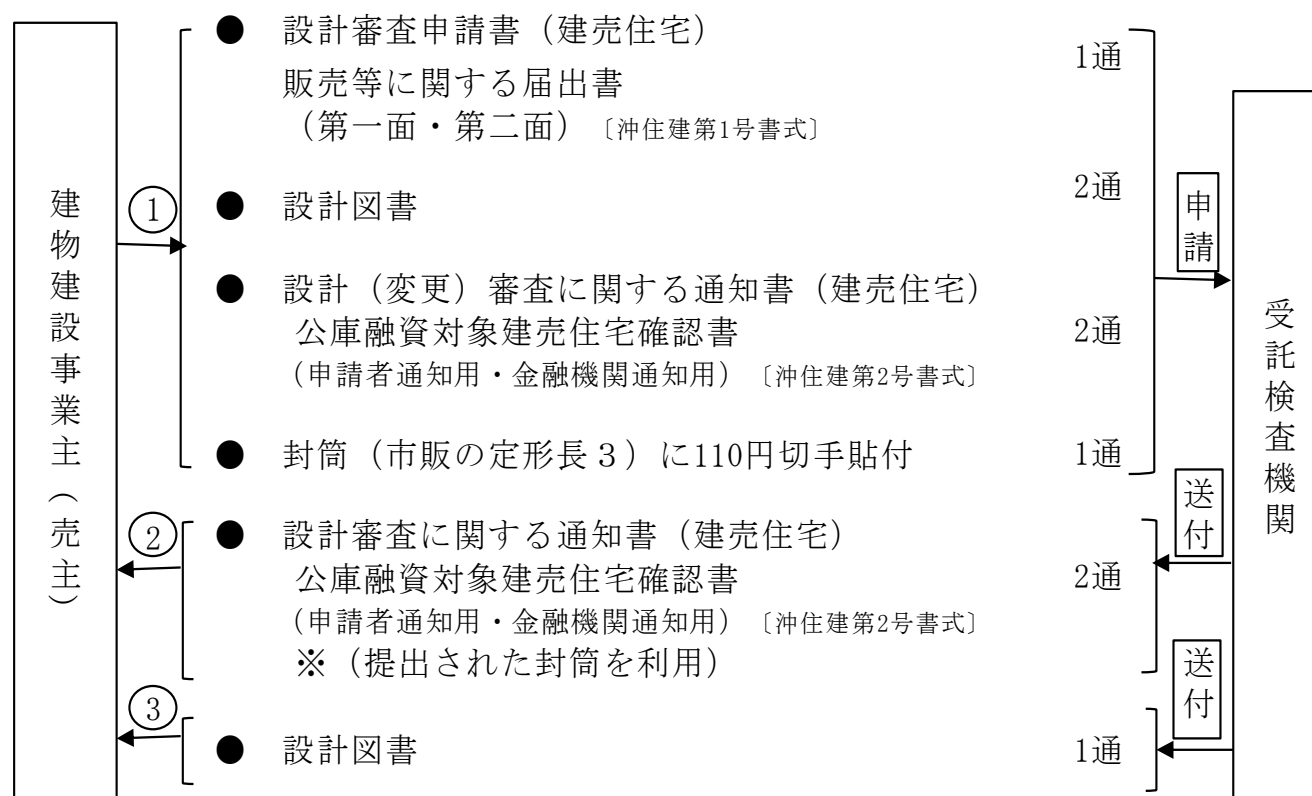 建物建設事業主(売主)
①
● 設計審査申請書(建売住宅)
1通
販売等に関する届出書
(第一面・第二面)〔沖住建第1号書式〕
● 設計図書
2通
● 設計(変更)審査に関する通知書(建売住宅)
公庫融資対象建売住宅確認書
2通
(申請者通知用・金融機関通知用)〔沖住建第2号書式〕
● 封筒(市販の定形長3)に110円切手貼付
1通
申請
受託検査機関
②
● 設計審査に関する通知書(建売住宅)
公庫融資対象建売住宅確認書
2通
(申請者通知用・金融機関通知用)〔沖住建第2号書式〕
※(提出された封筒を利用)
送付
③
● 設計図書
1通
送付